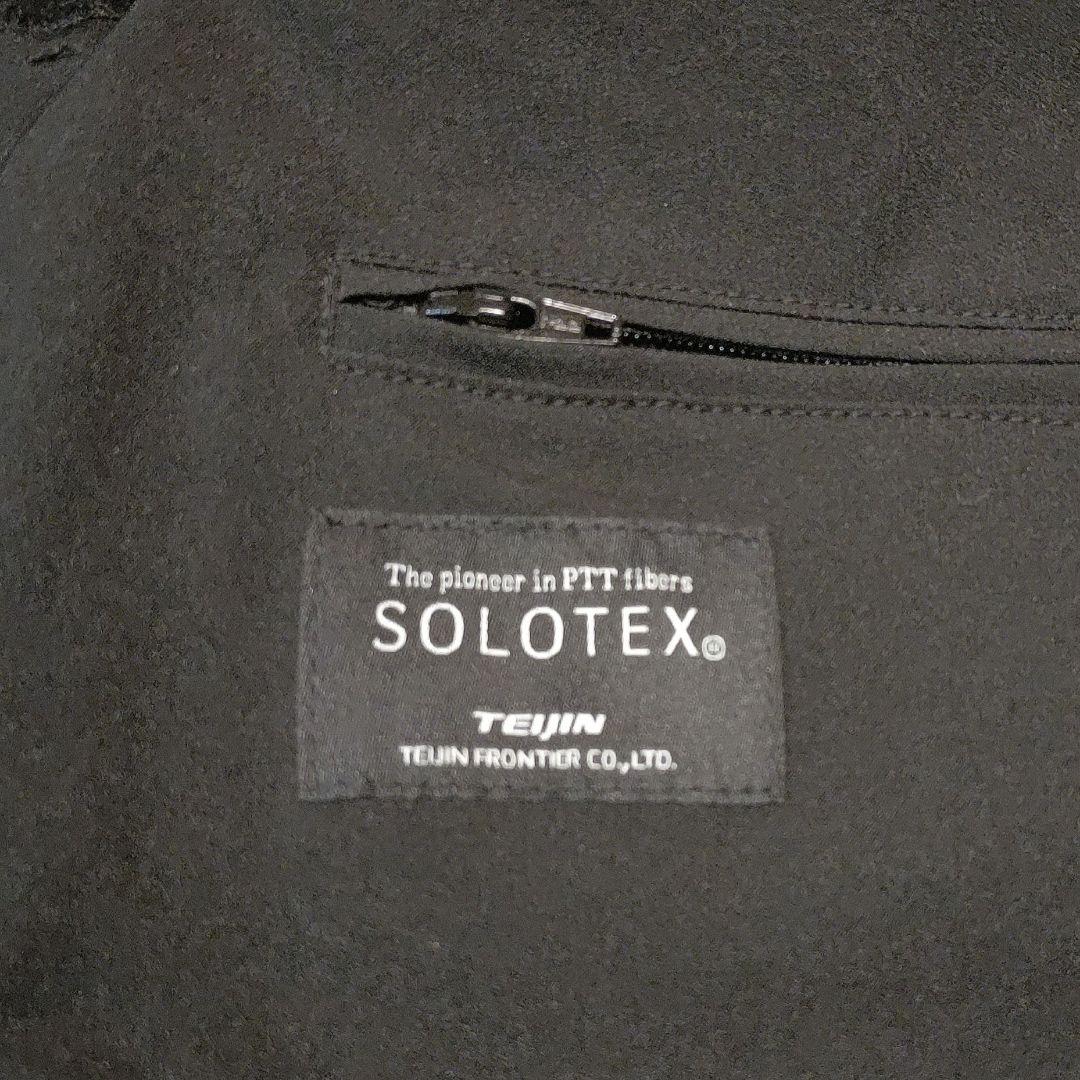 The pioneer in PTT fibers
SOLOTEX®
TEIJIN
TEIJIN FRONTIER CO.,LTD.